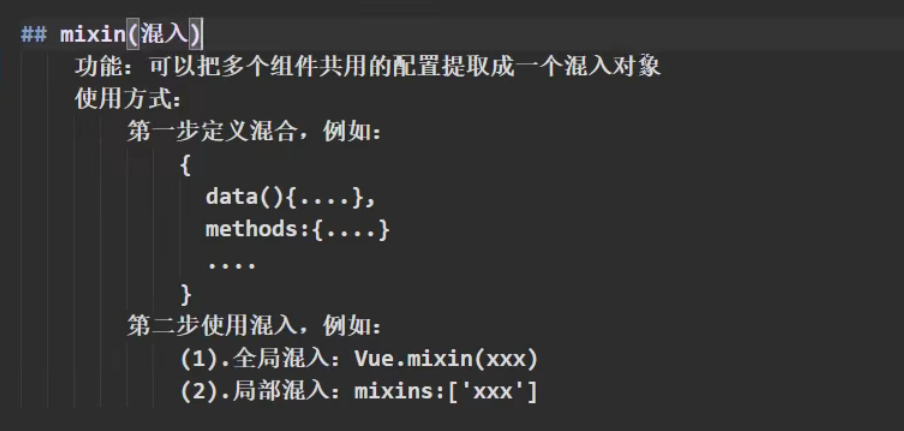 ## mixin(混入)
功能：可以把多个组件共用的配置提取成一个混入对象
使用方式：
第一步定义混合，例如：
{
data(){....},
methods:{....}
....
}
第二步使用混入，例如：
(1).全局混入：Vue.mixin(xxx)
(2).局部混入：mixins:['xxx']